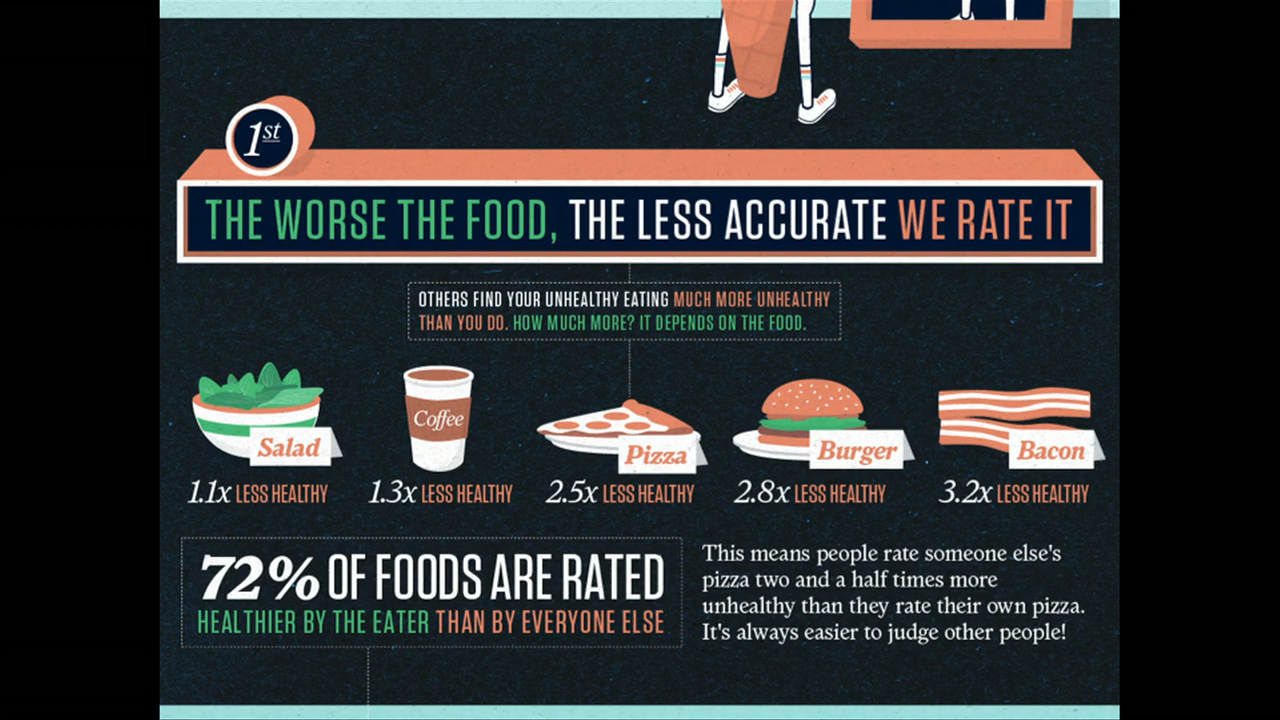 1st
THE WORSE THE FOOD, THE LESS ACCURATE WE RATE IT
OTHERS FIND YOUR UNHEALTHY EATING MUCH MORE UNHEALTHY
THAN YOU DO. HOW MUCH MORE? IT DEPENDS ON THE FOOD.
Salad
1.1x LESS HEALTHY
Coffee
1.3x LESS HEALTHY
Pizza
2.5x LESS HEALTHY
Burger
2.8x LESS HEALTHY
Bacon
3.2x LESS HEALTHY
72% OF FOODS ARE RATED
HEALTHIER BY THE EATER THAN BY EVERYONE ELSE
This means people rate someone else's
pizza two and a half times more
unhealthy than they rate their own pizza.
It's always easier to judge other people!